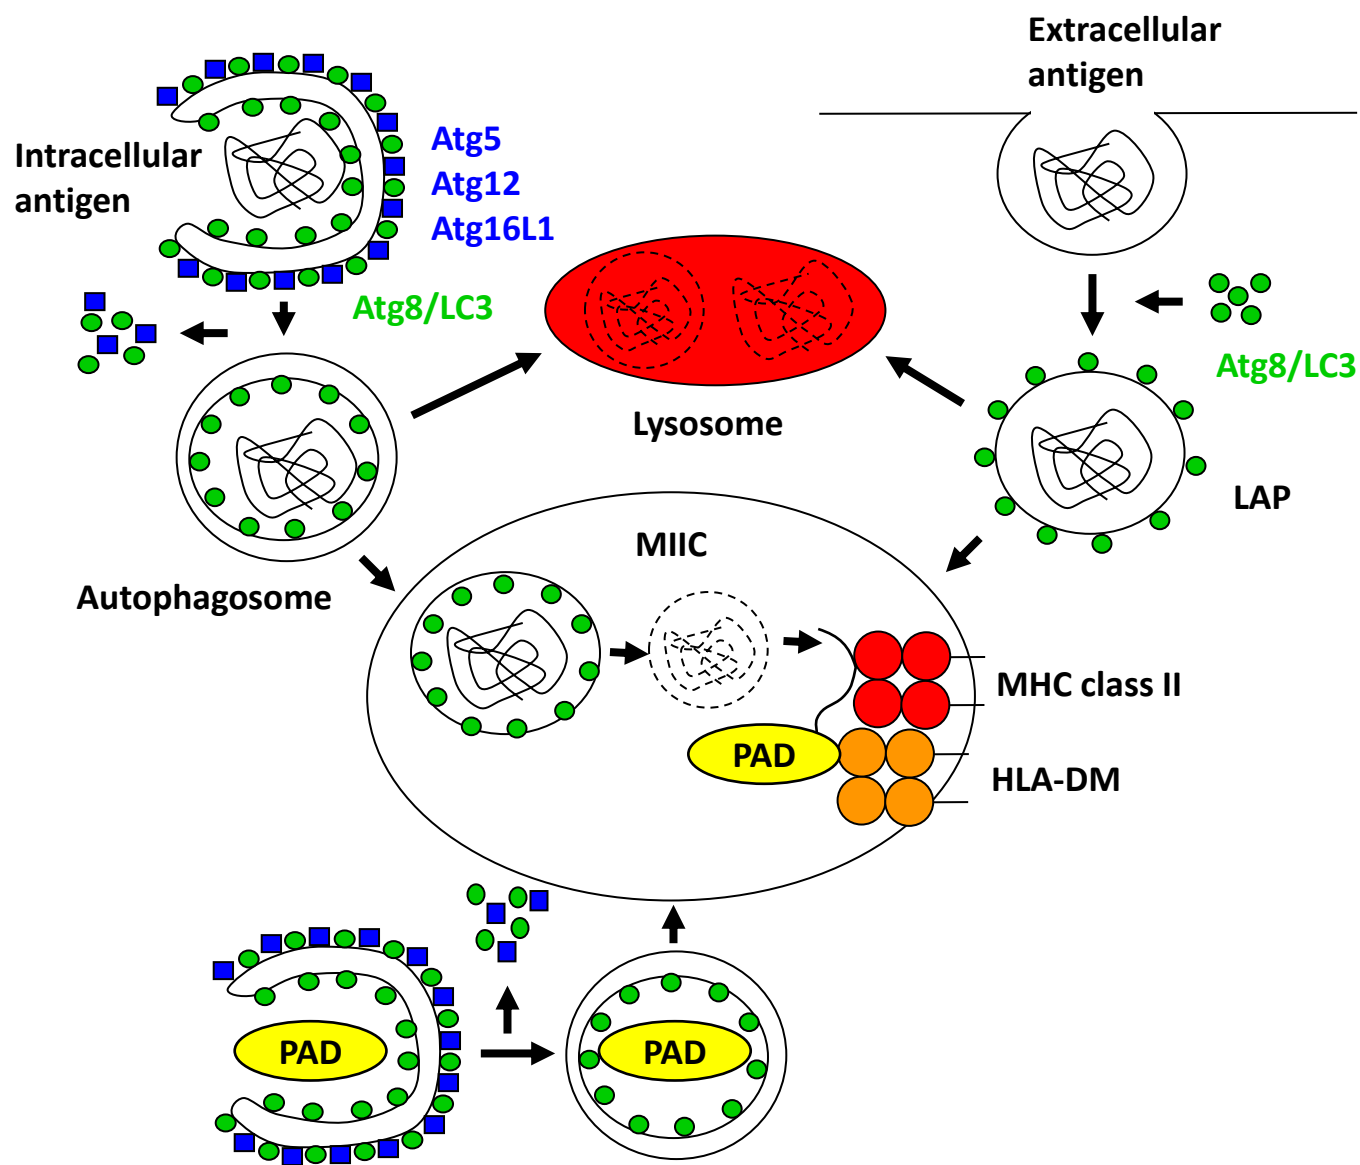 Extracellular
antigen
Intracellular
antigen
Atg5
Atg12
Atg16L1
Atg8/LC3
Atg8/LC3
Lysosome
LAP
MIIC
Autophagosome
MHC class II
PAD
HLA-DM
PAD
PAD